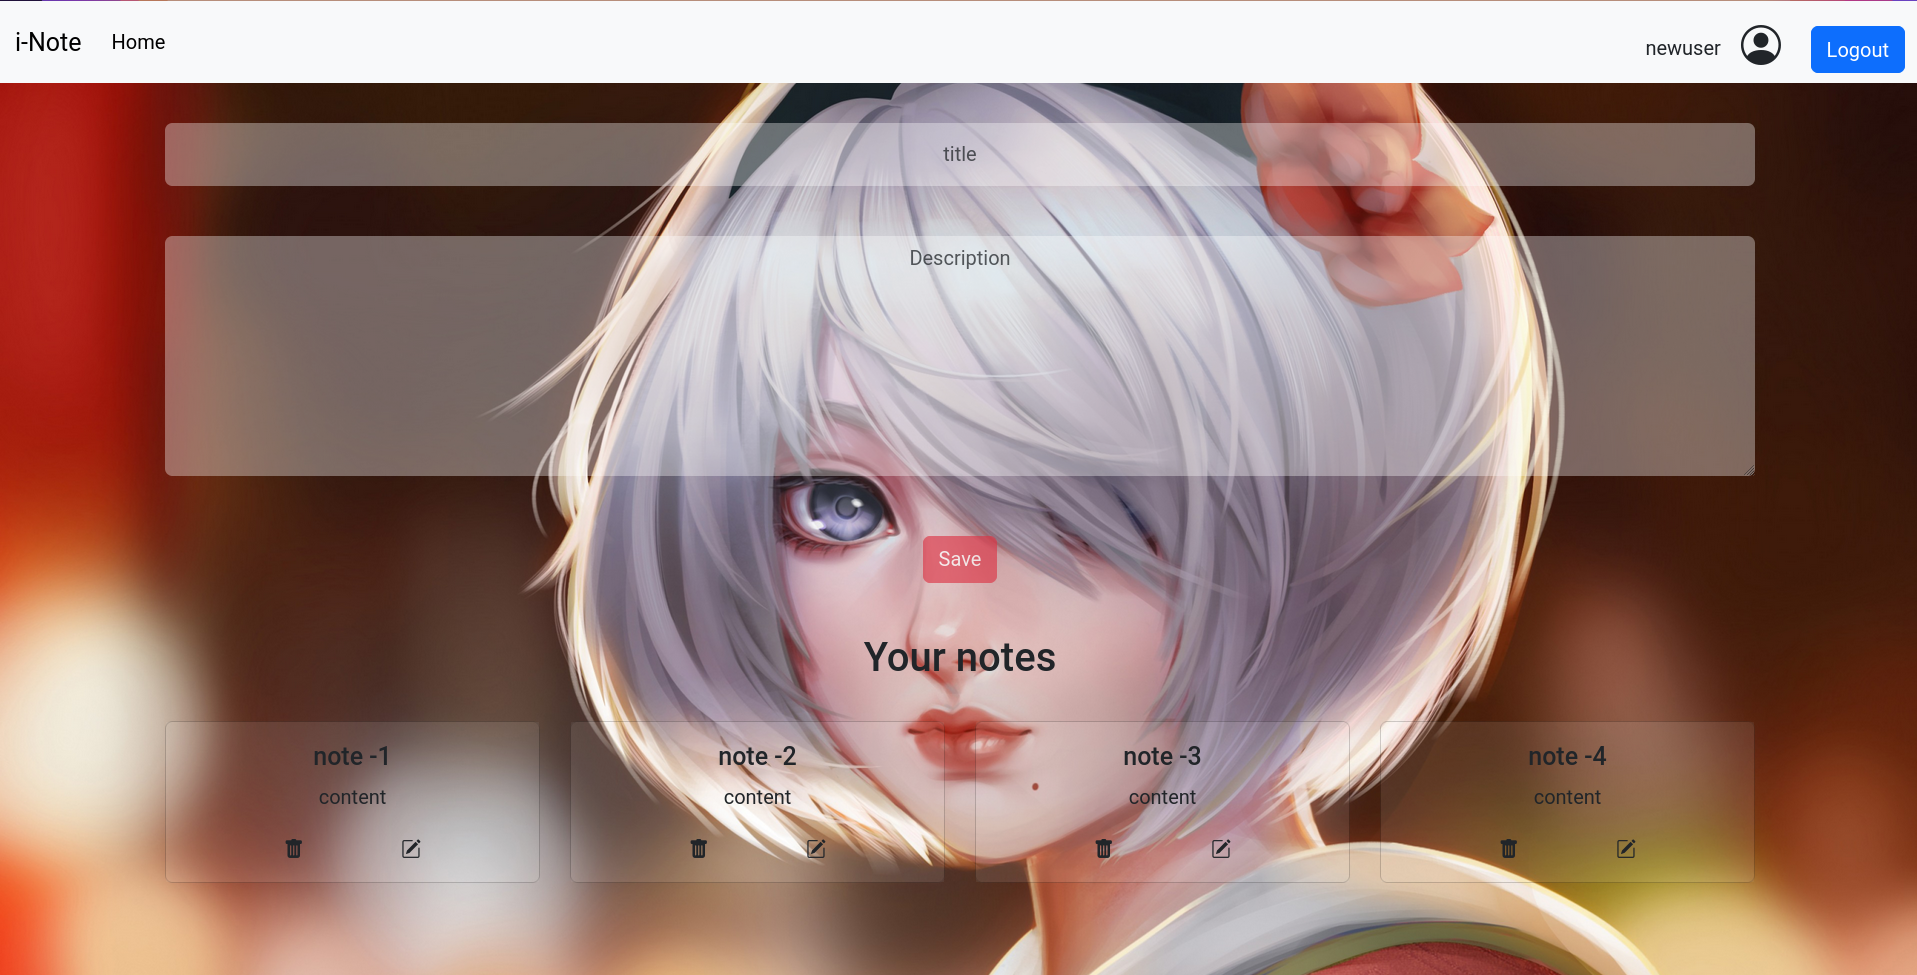 i-Note Home newuser Logout
title
Description
Save
Your notes
note -1 note -2 note -3 note -4
content content content content